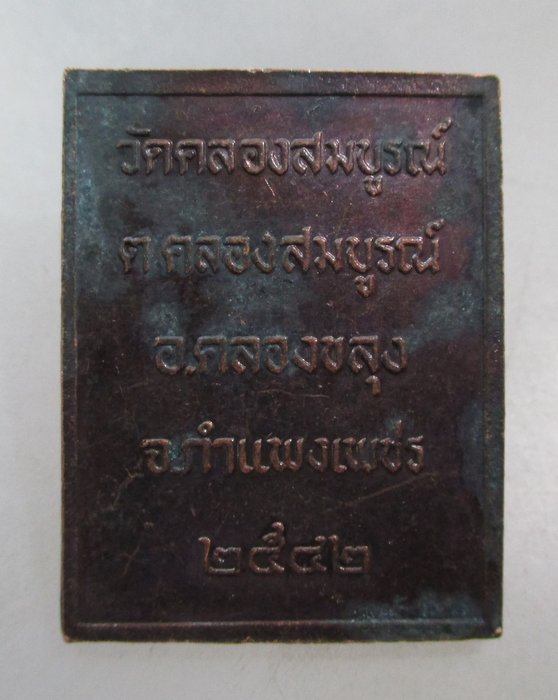 วัดคลองสมบูรณ์
ต.คลองสมบูรณ์
อ.คลองขลุง
จ.กำแพงเพชร
๒๕๔๒